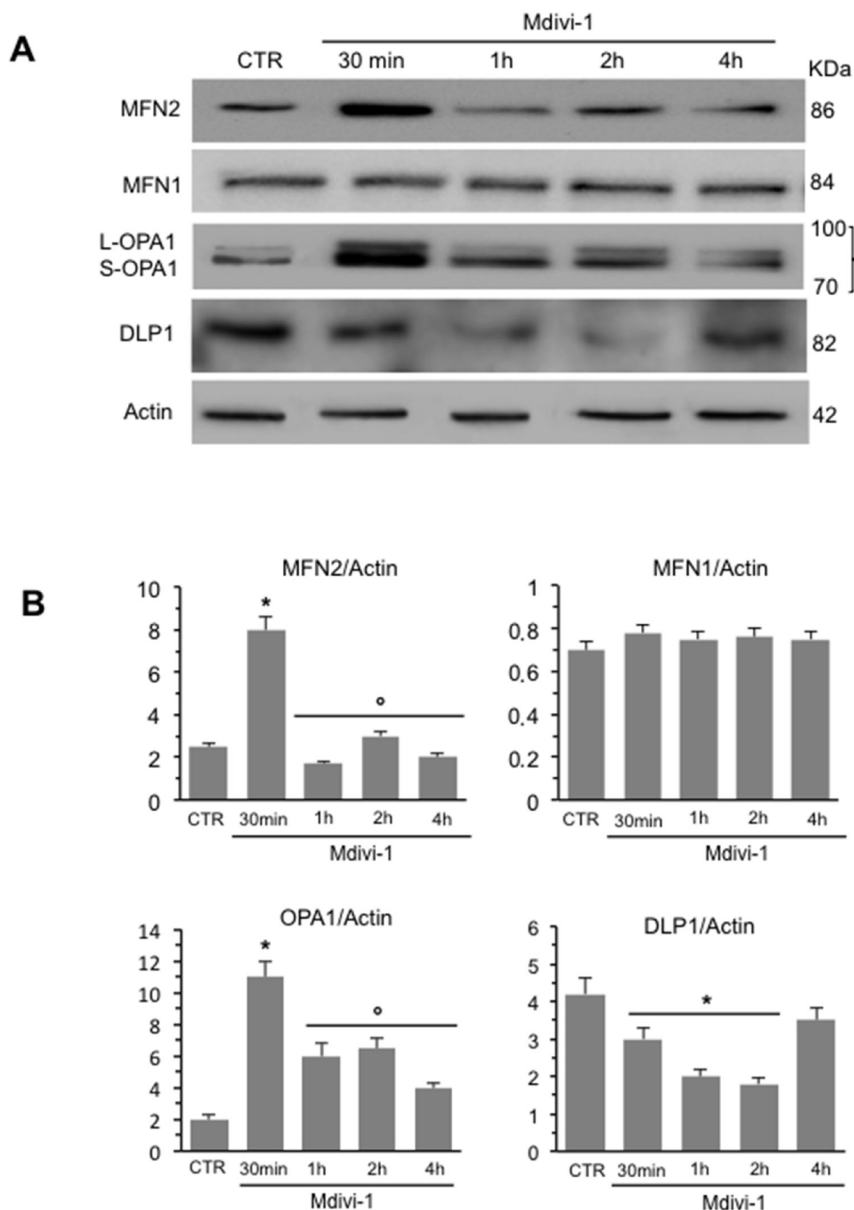 Mdivi-1
A
CTR 30 min 1h 2h 4h KDa
MFN2 86
MFN1 84
L-OPA1 100
S-OPA1 70
DLP1 82
Actin 42
B
MFN2/Actin
10
8
6
4
2
0
*
°
CTR 30min 1h 2h 4h
Mdivi-1
MFN1/Actin
1
0.8
0.6
0.4
0.2
0
CTR 30min 1h 2h 4h
Mdivi-1
OPA1/Actin
14
12
10
8
6
4
2
0
*
°
CTR 30min 1h 2h 4h
Mdivi-1
DLP1/Actin
6
5
4
3
2
1
0
*
CTR 30min 1h 2h 4h
Mdivi-1